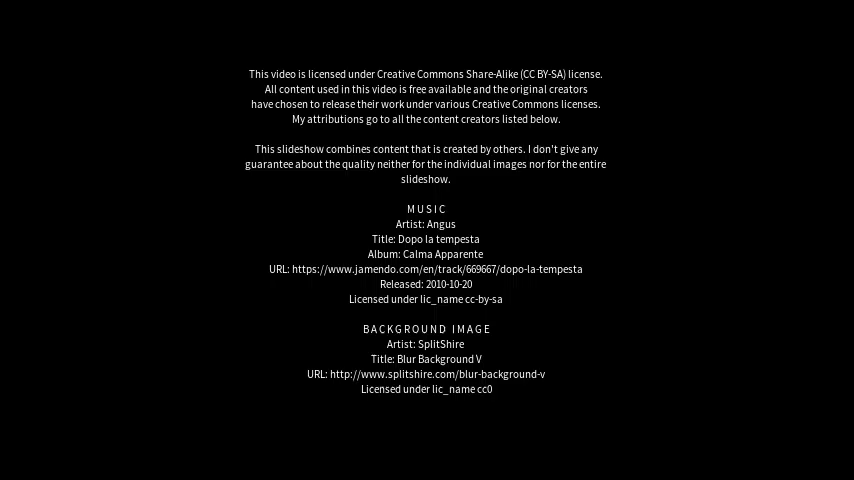 This video is licensed under Creative Commons Share-Alike (CC BY-SA) license.
All content used in this video is free available and the original creators
have chosen to release their work under various Creative Commons licenses.
My attributions go to all the content creators listed below.
This slideshow combines content that is created by others. I don't give any
guarantee about the quality neither for the individual images nor for the entire
slideshow.
MUSIC
Artist: Angus
Title: Dopo la tempesta
Album: Calma Apparente
URL: https://www.jamendo.com/en/track/669667/dopo-la-tempesta
Released: 2010-10-20
Licensed under lic_name cc-by-sa
BACKGROUND IMAGE
Artist: SplitShire
Title: Blur Background V
URL: http://www.splitshire.com/blur-background-v
Licensed under lic_name cc0